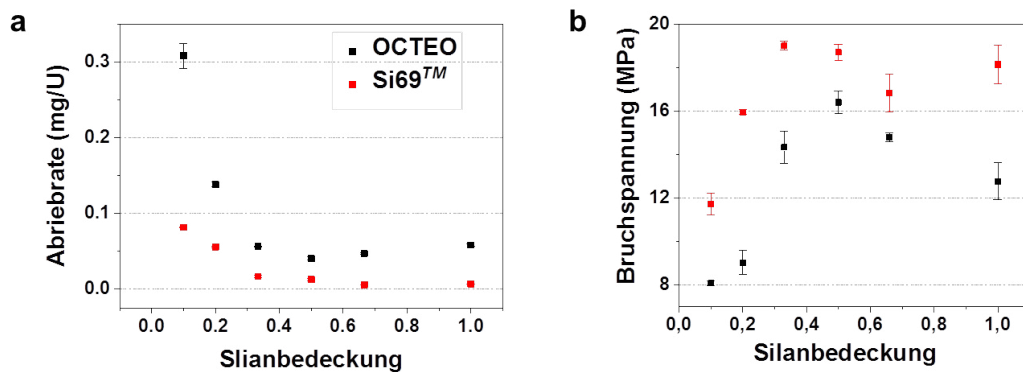 a
Abriebrate (mg/U)
0.3
0.2
0.1
0.0
OCTEO
Si69TM
0.0 0.2 0.4 0.6 0.8 1.0
Slianbedeckung
b
Bruchspannung (MPa)
20
16
12
8
0,0 0,2 0,4 0,6 0,8 1,0
Silanbedeckung